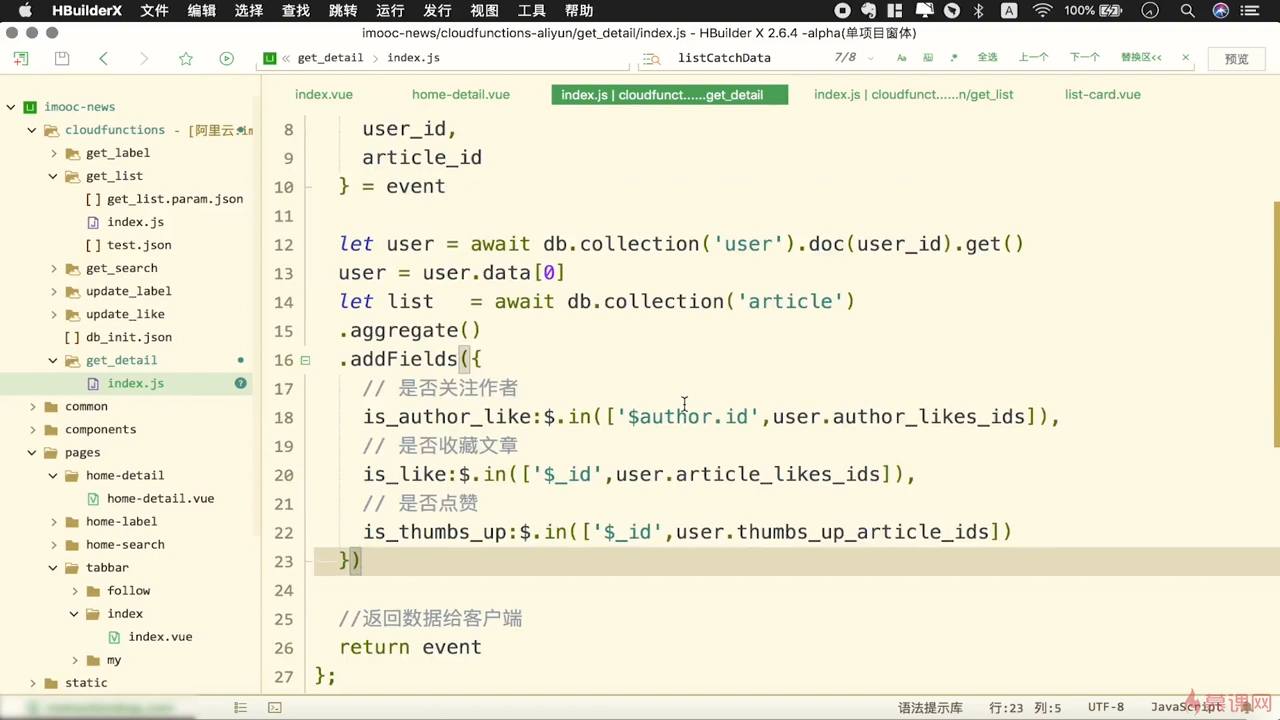 HBuilderX 文件 编辑 选择 查找 跳转 运行 发行 视图 工具 帮助 100%
imooc-news/cloudfunctions-aliyun/get_detail/index.js - HBuilder X 2.6.4 -alpha(单项目窗体)
get_detail index.js listCatchData 7/8 Aa 全选 上一个 下一个 替换区<< 预览
index.vue home-detail.vue index.js | cloudfunct......get_detail index.js | cloudfunct......n/get_list list-card.vue
imooc-news
cloudfunctions - [阿里云:im
get_label
get_list
get_list.param.json
index.js
test.json
get_search
update_label
update_like
db_init.json
get_detail
index.js
common
components
pages
home-detail
home-detail.vue
home-label
home-search
tabbar
follow
index
index.vue
my
static
8 user_id,
9 article_id
10 } = event
11
12 let user = await db.collection('user').doc(user_id).get()
13 user = user.data[0]
14 let list   = await db.collection('article')
15 .aggregate()
16 .addFields({
17 // 是否关注作者
18 is_author_like:$.in(['$author.id',user.author_likes_ids]),
19 // 是否收藏文章
20 is_like:$.in(['$_id',user.article_likes_ids]),
21 // 是否点赞
22 is_thumbs_up:$.in(['$_id',user.thumbs_up_article_ids])
23 })
24
25 //返回数据给客户端
26 return event
27 };
语法提示库 行:23 列:5 UTF-8 JavaScript
慕课网